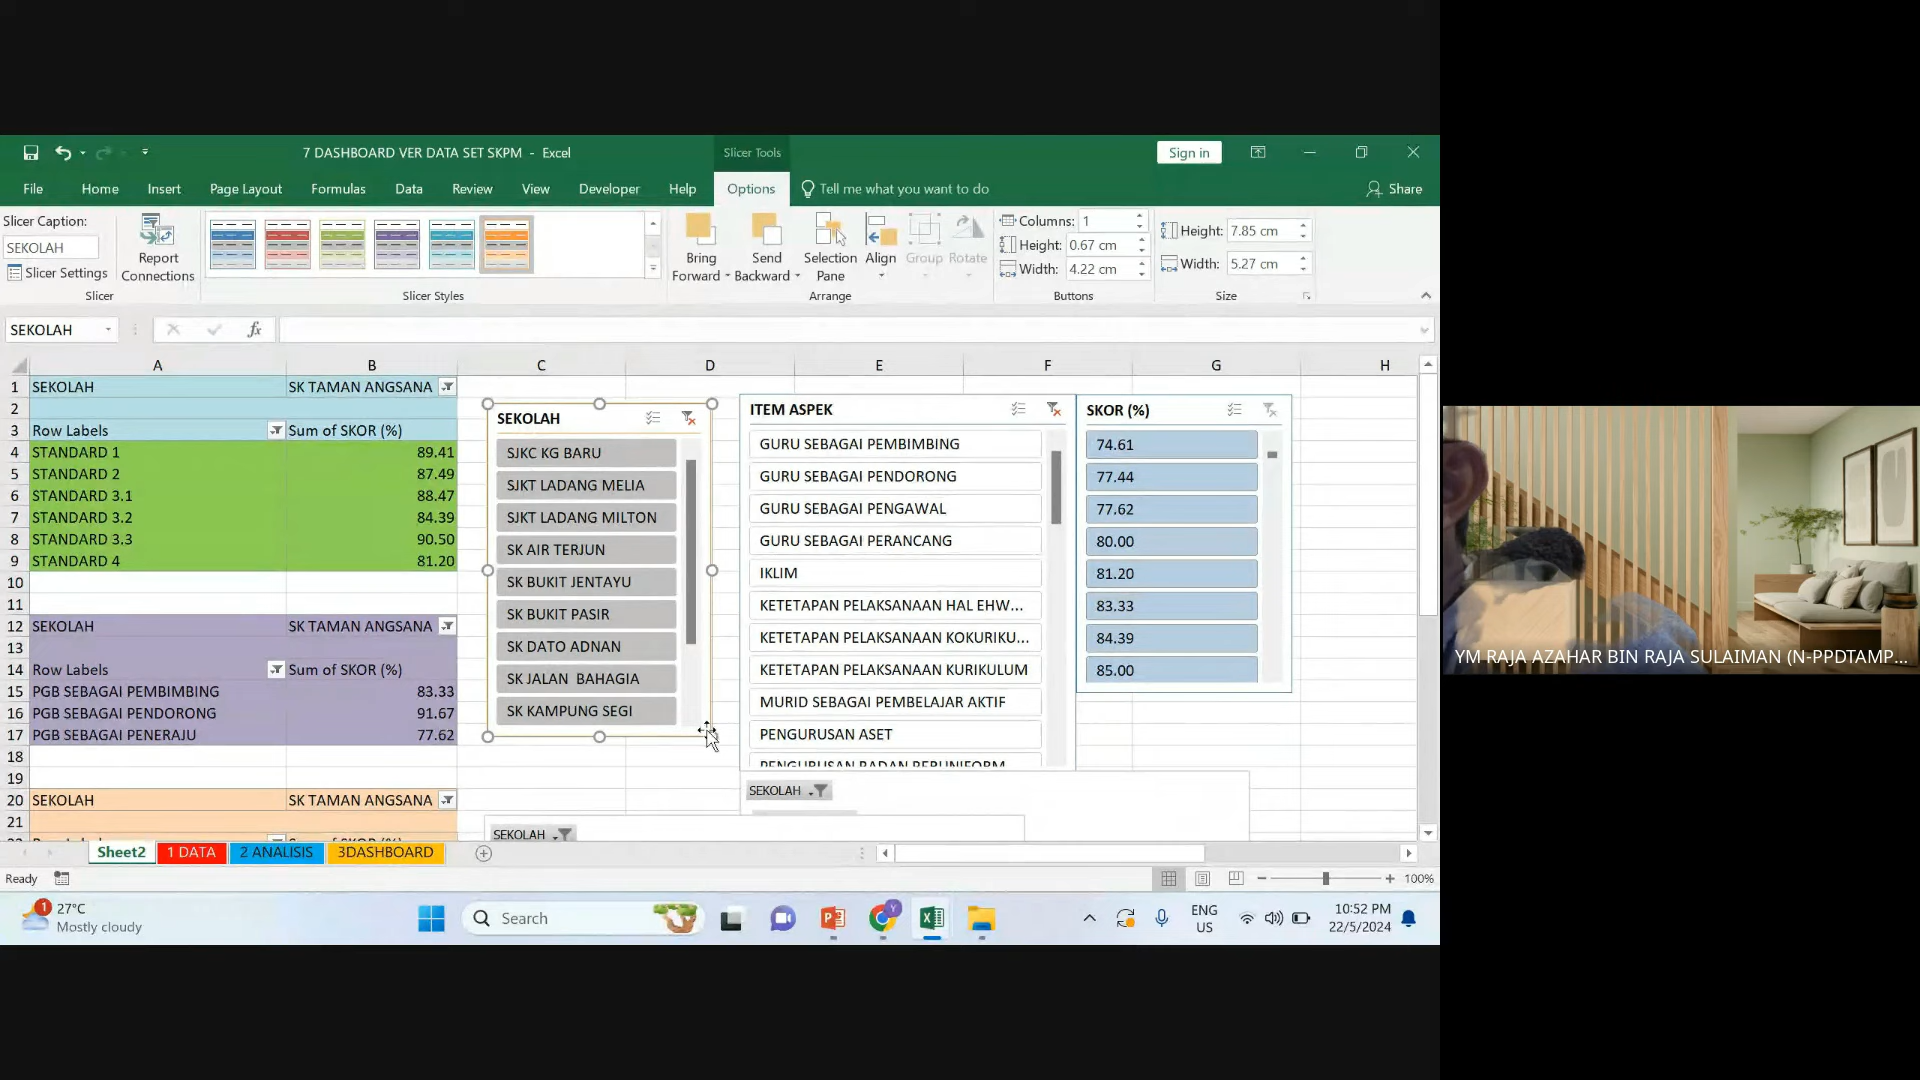 7 DASHBOARD VER DATA SET SKPM - Excel
Slicer Tools
Sign in
File
Home
Insert
Page Layout
Formulas
Data
Review
View
Developer
Help
Options
Tell me what you want to do
Share
Slicer Caption:
SEKOLAH
Slicer Settings
Report Connections
Slicer
Slicer Styles
Bring Forward
Send Backward
Selection Pane
Align
Group
Rotate
Arrange
Columns: 1
Height: 0.67 cm
Width: 4.22 cm
Buttons
Height: 7.85 cm
Width: 5.27 cm
Size
SEKOLAH
fx
A B C D E F G H
1 SEKOLAH SK TAMAN ANGSANA
2
3 Row Labels Sum of SKOR (%)
4 STANDARD 1 89.41
5 STANDARD 2 87.49
6 STANDARD 3.1 88.47
7 STANDARD 3.2 84.39
8 STANDARD 3.3 90.50
9 STANDARD 4 81.20
10
11
12 SEKOLAH SK TAMAN ANGSANA
13
14 Row Labels Sum of SKOR (%)
15 PGB SEBAGAI PEMBIMBING 83.33
16 PGB SEBAGAI PENDORONG 91.67
17 PGB SEBAGAI PENERAJU 77.62
18
19
20 SEKOLAH SK TAMAN ANGSANA
21
SEKOLAH
SJKC KG BARU
SJKT LADANG MELIA
SJKT LADANG MILTON
SK AIR TERJUN
SK BUKIT JENTAYU
SK BUKIT PASIR
SK DATO ADNAN
SK JALAN  BAHAGIA
SK KAMPUNG SEGI
ITEM ASPEK
GURU SEBAGAI PEMBIMBING
GURU SEBAGAI PENDORONG
GURU SEBAGAI PENGAWAL
GURU SEBAGAI PERANCANG
IKLIM
KETETAPAN PELAKSANAAN HAL EHW...
KETETAPAN PELAKSANAAN KOKURIKU...
KETETAPAN PELAKSANAAN KURIKULUM
MURID SEBAGAI PEMBELAJAR AKTIF
PENGURUSAN ASET
SKOR (%)
74.61
77.44
77.62
80.00
81.20
83.33
84.39
85.00
SEKOLAH
SEKOLAH
Sheet2
1 DATA
2 ANALISIS
3DASHBOARD
Ready
100%
1
27°C
Mostly cloudy
Search
Y
ENG
US
10:52 PM
22/5/2024
YM RAJA AZAHAR BIN RAJA SULAIMAN (N-PPDTAMP...